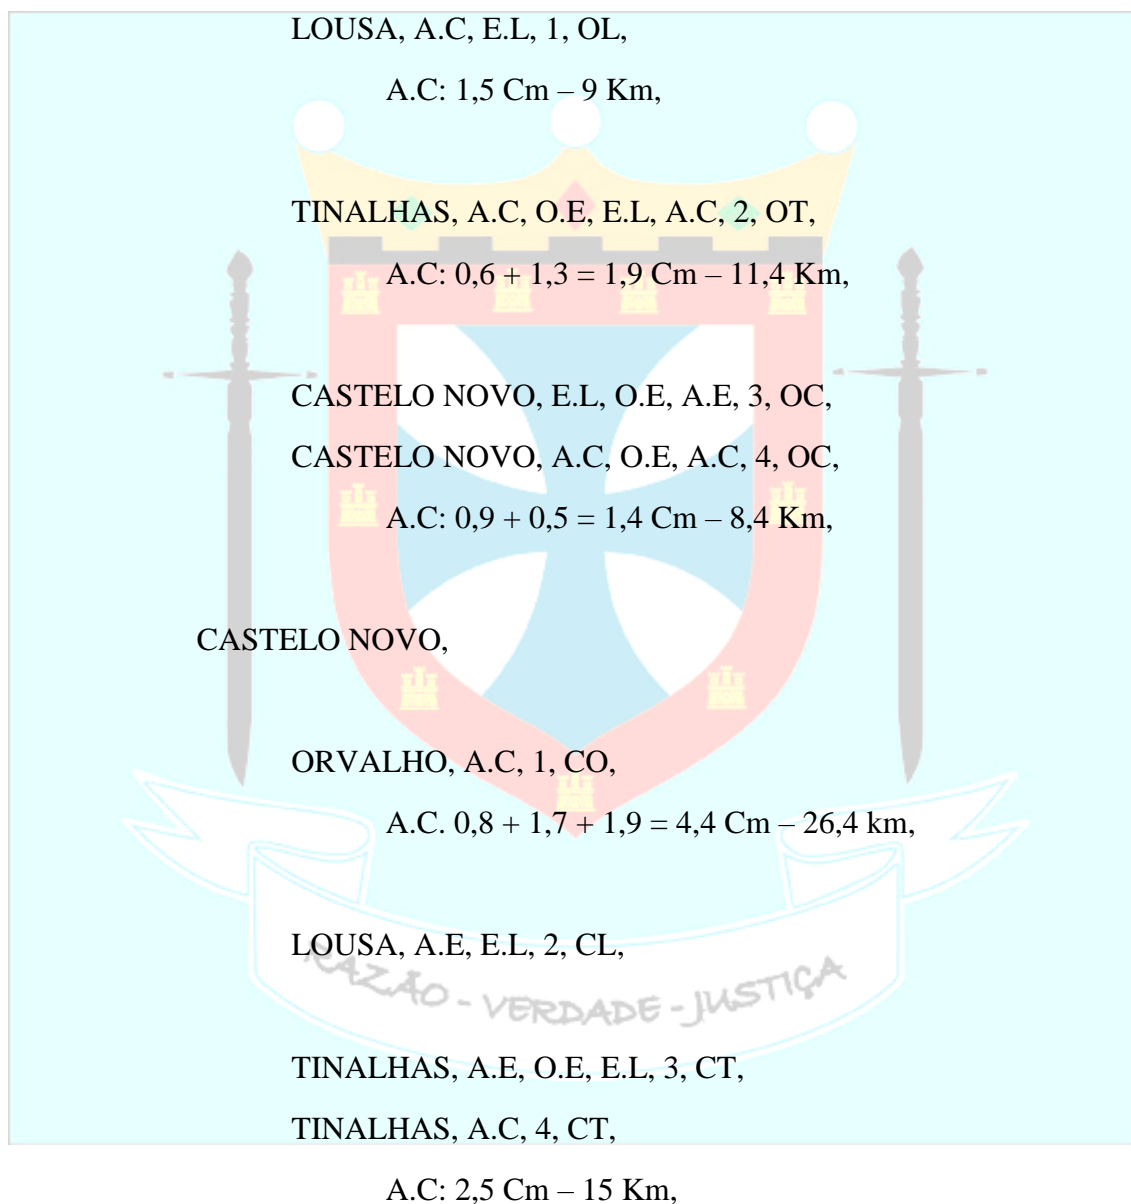 LOUSA, A.C, E.L, 1, OL,
A.C: 1,5 Cm – 9 Km,
TINALHAS, A.C, O.E, E.L, A.C, 2, OT,
A.C: 0,6 + 1,3 = 1,9 Cm – 11,4 Km,
CASTELO NOVO, E.L, O.E, A.E, 3, OC,
CASTELO NOVO, A.C, O.E, A.C, 4, OC,
A.C: 0,9 + 0,5 = 1,4 Cm – 8,4 Km,
CASTELO NOVO,
ORVALHO, A.C, 1, CO,
A.C. 0,8 + 1,7 + 1,9 = 4,4 Cm – 26,4 km,
LOUSA, A.E, E.L, 2, CL,
RAZÃO - VERDADE - JUSTIÇA
TINALHAS, A.E, O.E, E.L, 3, CT,
TINALHAS, A.C, 4, CT,
A.C: 2,5 Cm – 15 Km,